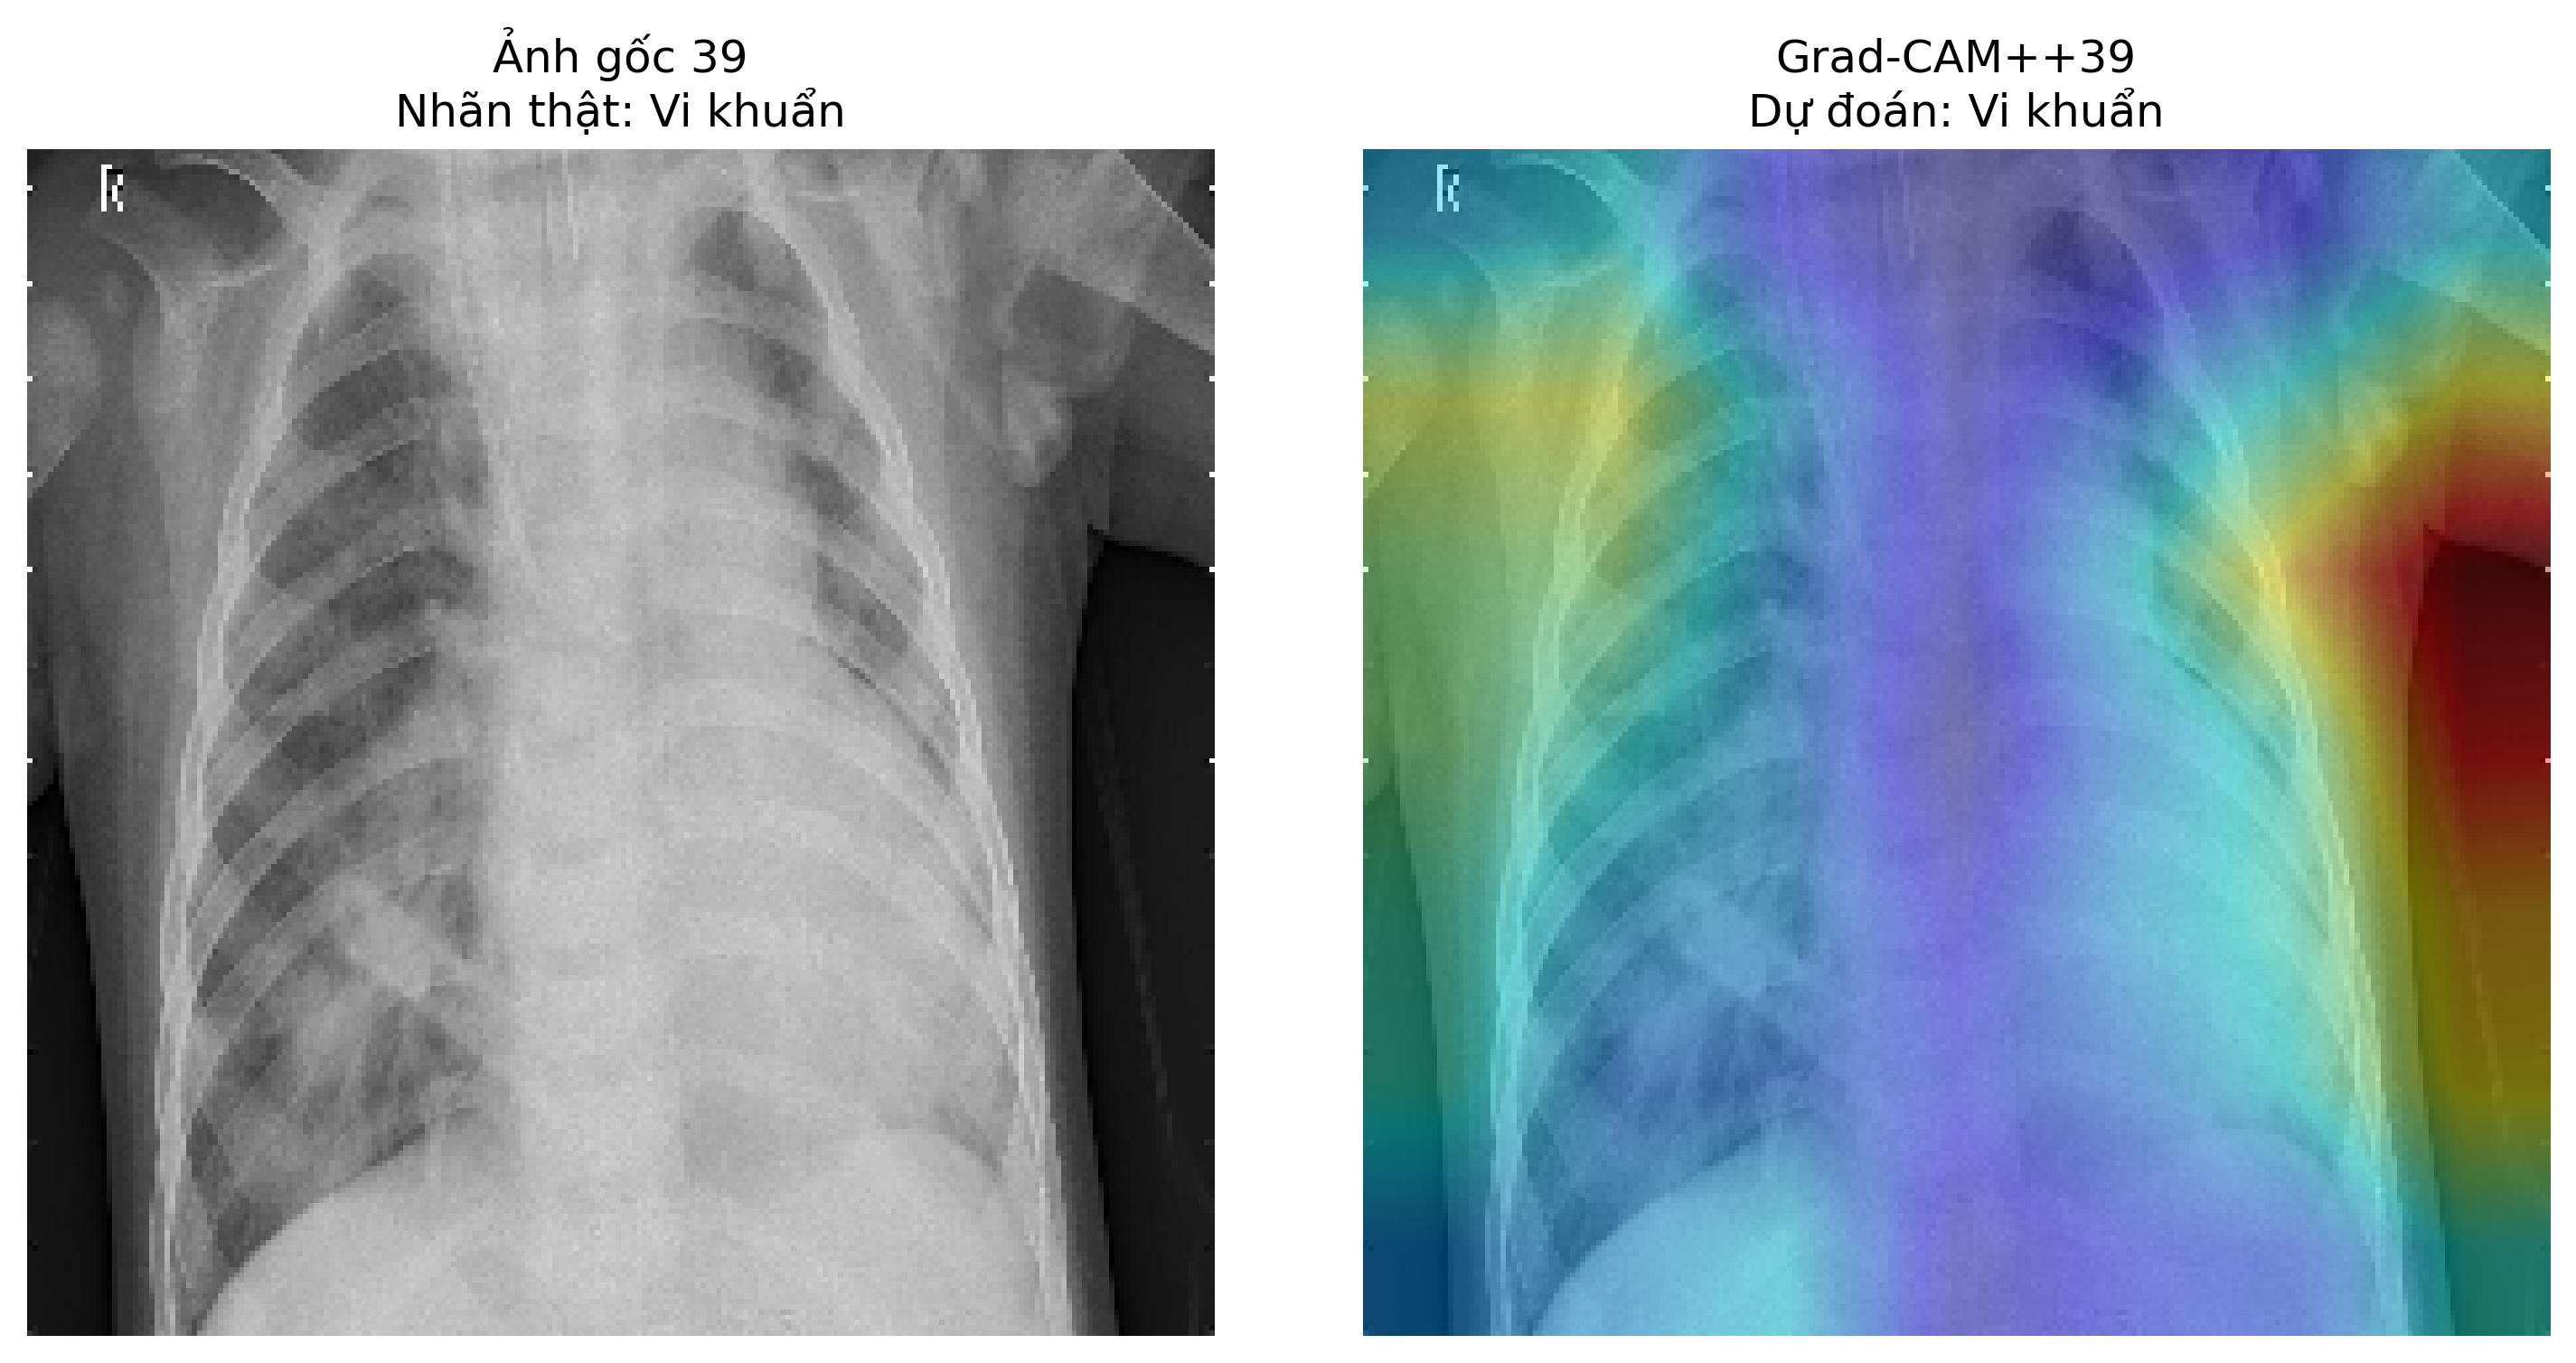 Ảnh gốc 39
Nhãn thật: Vi khuẩn
Grad-CAM++39
Dự đoán: Vi khuẩn
R
R